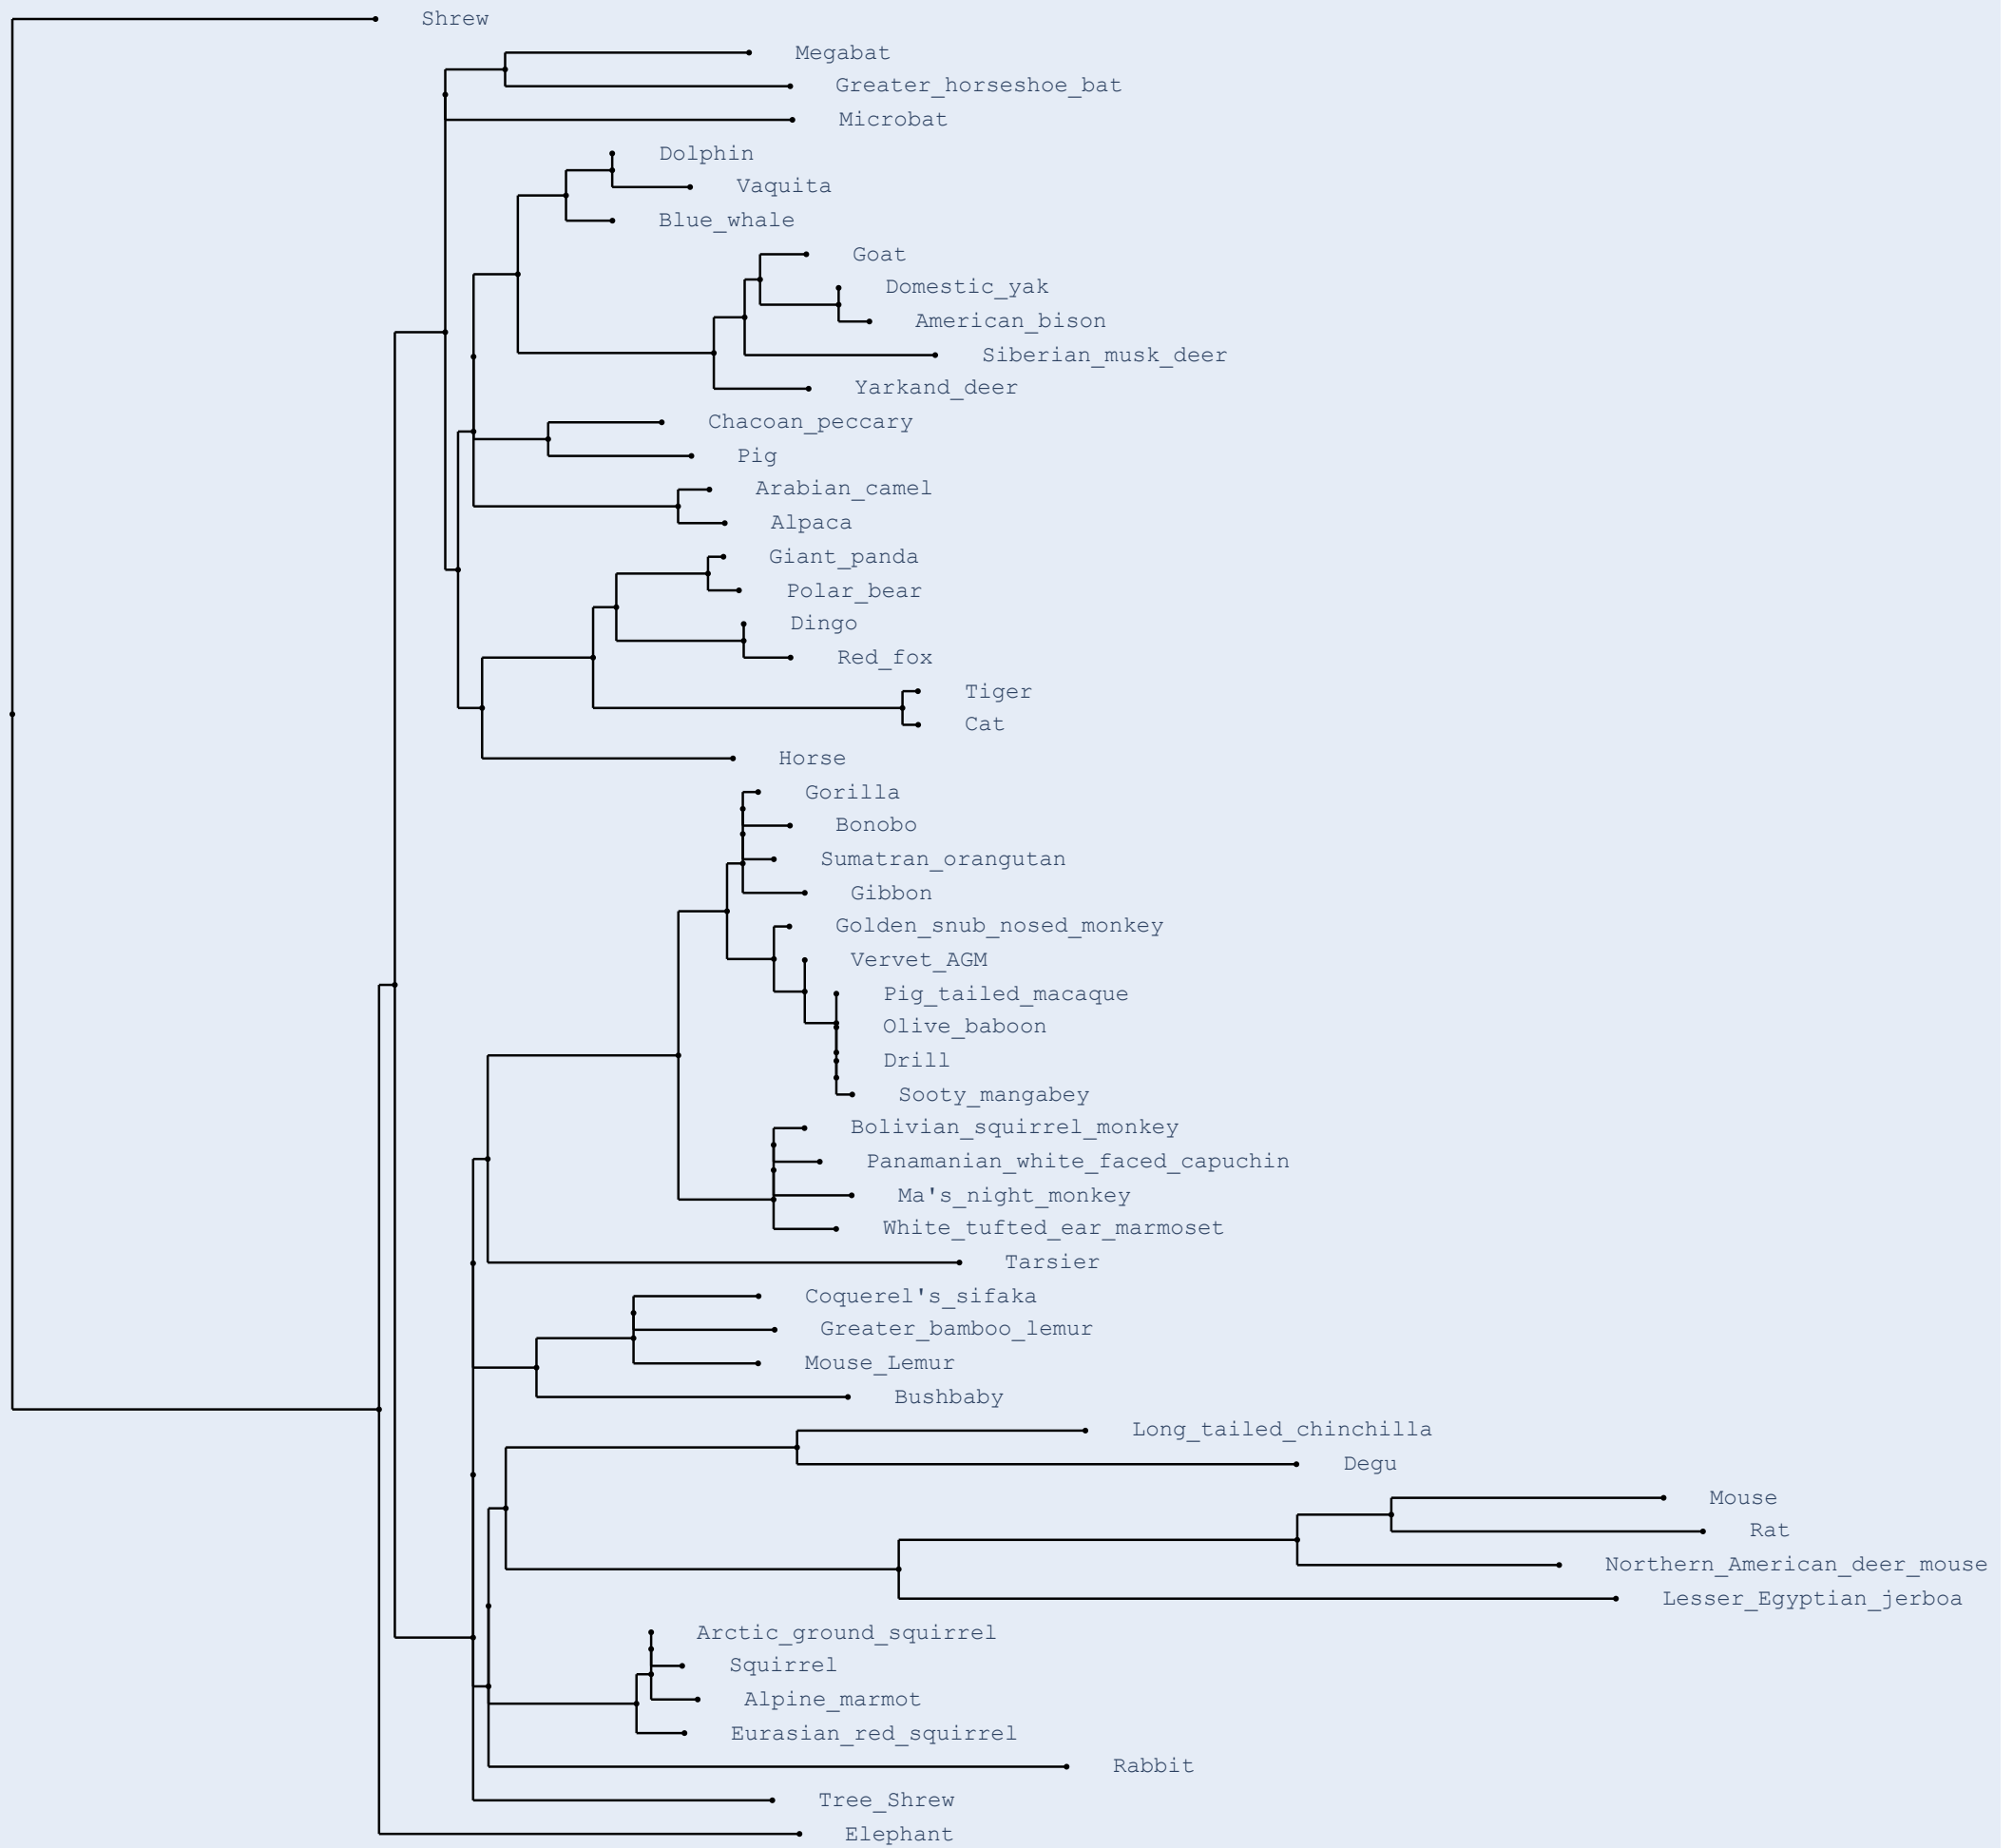 Shrew
Megabat
Greater_horseshoe_bat
Microbat
Dolphin
Vaquita
Blue_whale
Goat
Domestic_yak
American_bison
Siberian_musk_deer
Yarkand_deer
Chacoan_peccary
Pig
Arabian_camel
Alpaca
Giant_panda
Polar_bear
Dingo
Red_fox
Tiger
Cat
Horse
Gorilla
Bonobo
Sumatran_orangutan
Gibbon
Golden_snub_nosed_monkey
Vervet_AGM
Pig_tailed_macaque
Olive_baboon
Drill
Sooty_mangabey
Bolivian_squirrel_monkey
Panamanian_white_faced_capuchin
Ma's_night_monkey
White_tufted_ear_marmoset
Tarsier
Coquerel's_sifaka
Greater_bamboo_lemur
Mouse_Lemur
Bushbaby
Long_tailed_chinchilla
Degu
Mouse
Rat
Northern_American_deer_mouse
Lesser_Egyptian_jerboa
Arctic_ground_squirrel
Squirrel
Alpine_marmot
Eurasian_red_squirrel
Rabbit
Tree_Shrew
Elephant